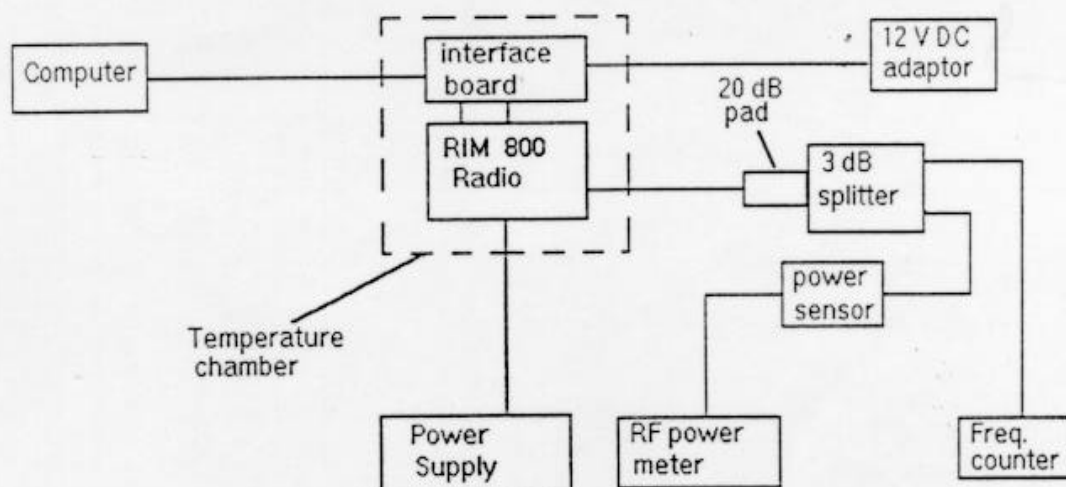 Computer
interface
board
12 V DC
adaptor
20 dB
pad
RIM 800
Radio
3 dB
splitter
power
sensor
Temperature
chamber
Power
Supply
RF power
meter
Freq.
counter